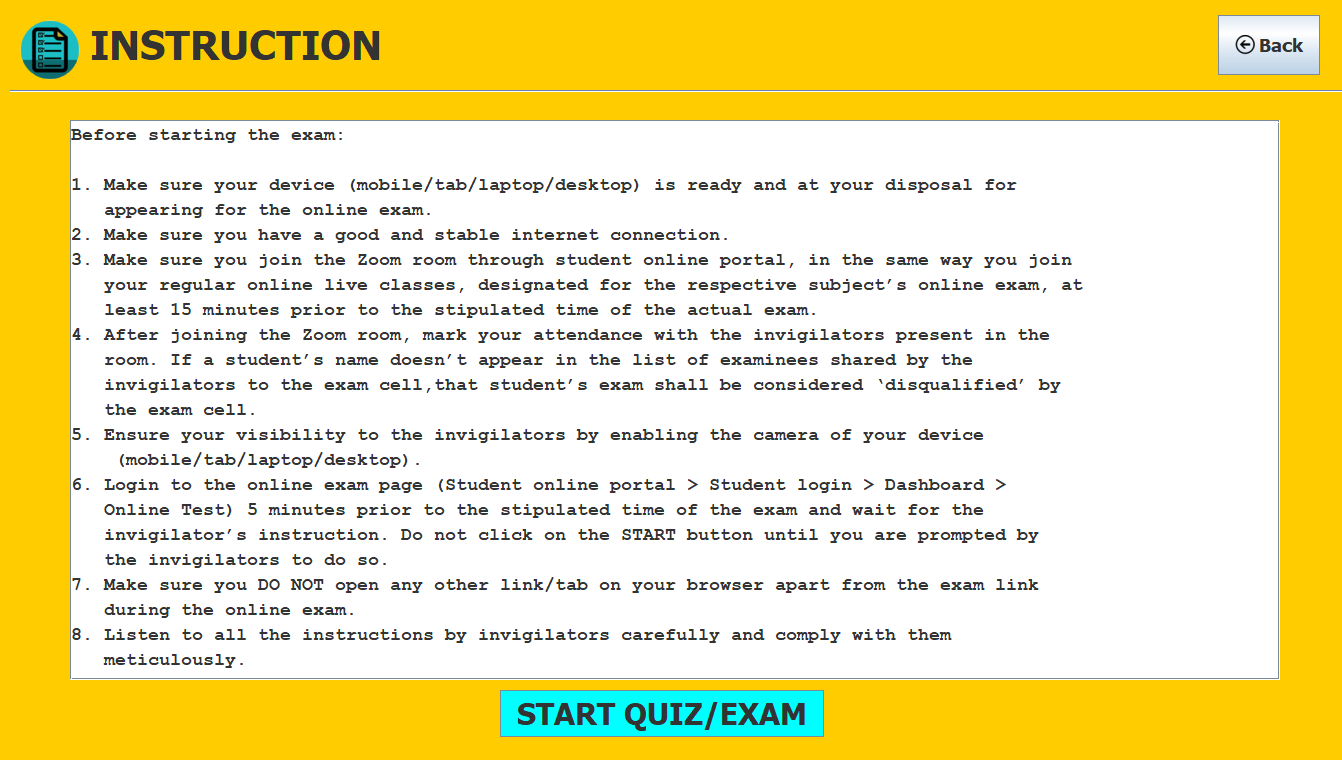 INSTRUCTION
Back
Before starting the exam:
1. Make sure your device (mobile/tab/laptop/desktop) is ready and at your disposal for
appearing for the online exam.
2. Make sure you have a good and stable internet connection.
3. Make sure you join the Zoom room through student online portal, in the same way you join
your regular online live classes, designated for the respective subject’s online exam, at
least 15 minutes prior to the stipulated time of the actual exam.
4. After joining the Zoom room, mark your attendance with the invigilators present in the
room. If a student’s name doesn’t appear in the list of examinees shared by the
invigilators to the exam cell,that student’s exam shall be considered ‘disqualified’ by
the exam cell.
5. Ensure your visibility to the invigilators by enabling the camera of your device
(mobile/tab/laptop/desktop).
6. Login to the online exam page (Student online portal > Student login > Dashboard >
Online Test) 5 minutes prior to the stipulated time of the exam and wait for the
invigilator’s instruction. Do not click on the START button until you are prompted by
the invigilators to do so.
7. Make sure you DO NOT open any other link/tab on your browser apart from the exam link
during the online exam.
8. Listen to all the instructions by invigilators carefully and comply with them
meticulously.
START QUIZ/EXAM